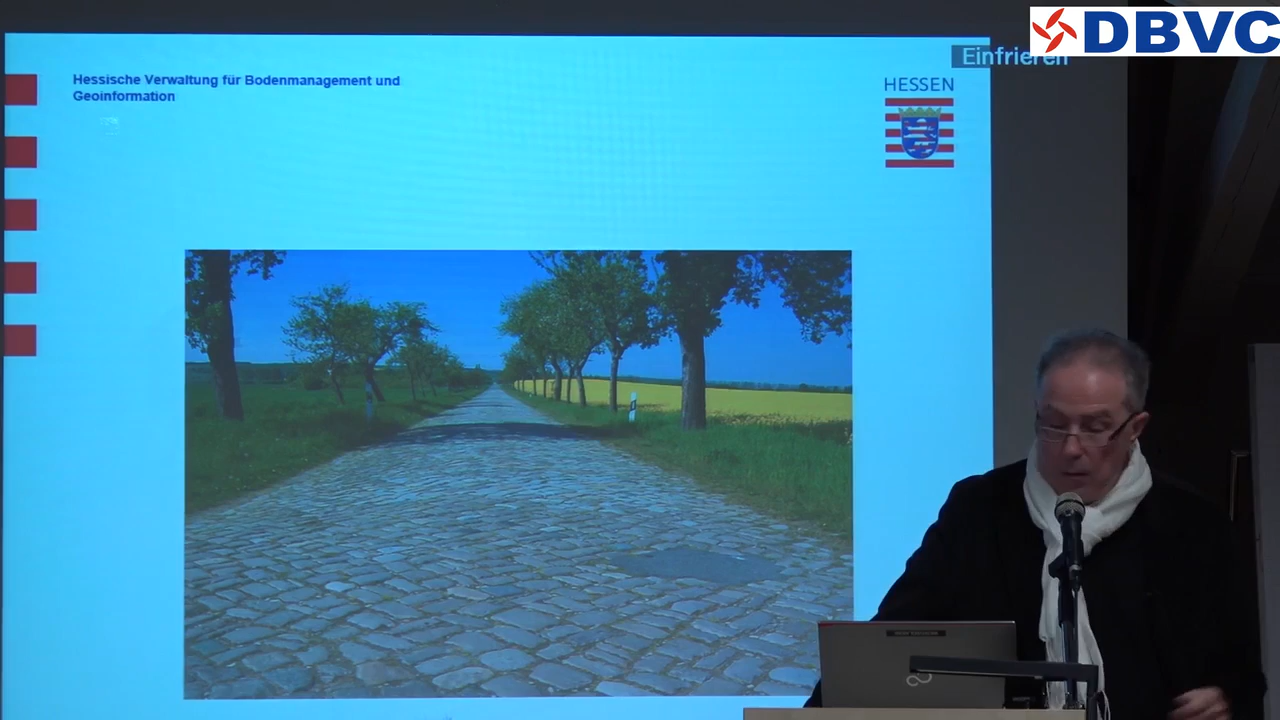 DBVC
Einfrieren
Hessische Verwaltung für Bodenmanagement und
Geoinformation
HESSEN